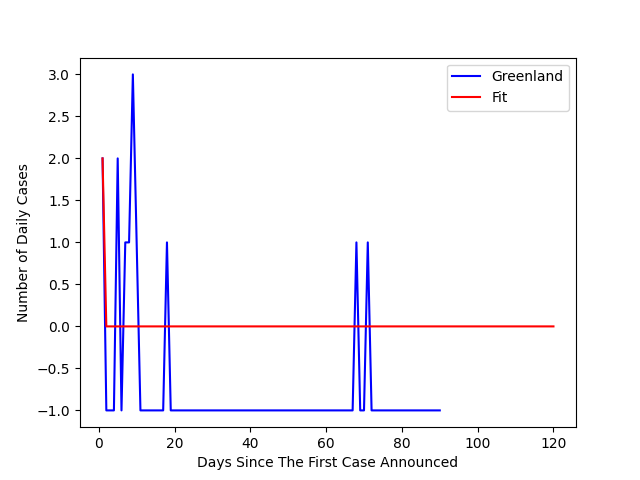 Greenland
Fit
3.0
2.5
2.0
1.5
1.0
0.5
0.0
−0.5
−1.0
Number of Daily Cases
0 20 40 60 80 100 120
Days Since The First Case Announced